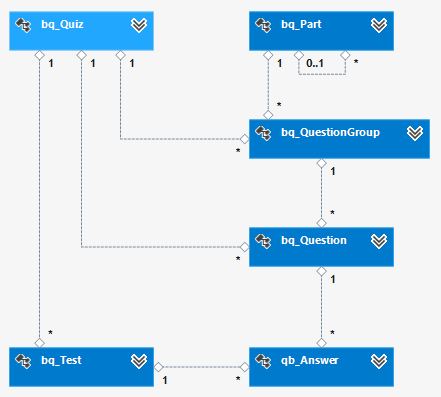 bq_Quiz
bq_Part
1
1
1
1
0..1
*
*
bq_QuestionGroup
*
1
*
bq_Question
*
1
*
*
bq_Test
qb_Answer
1
*